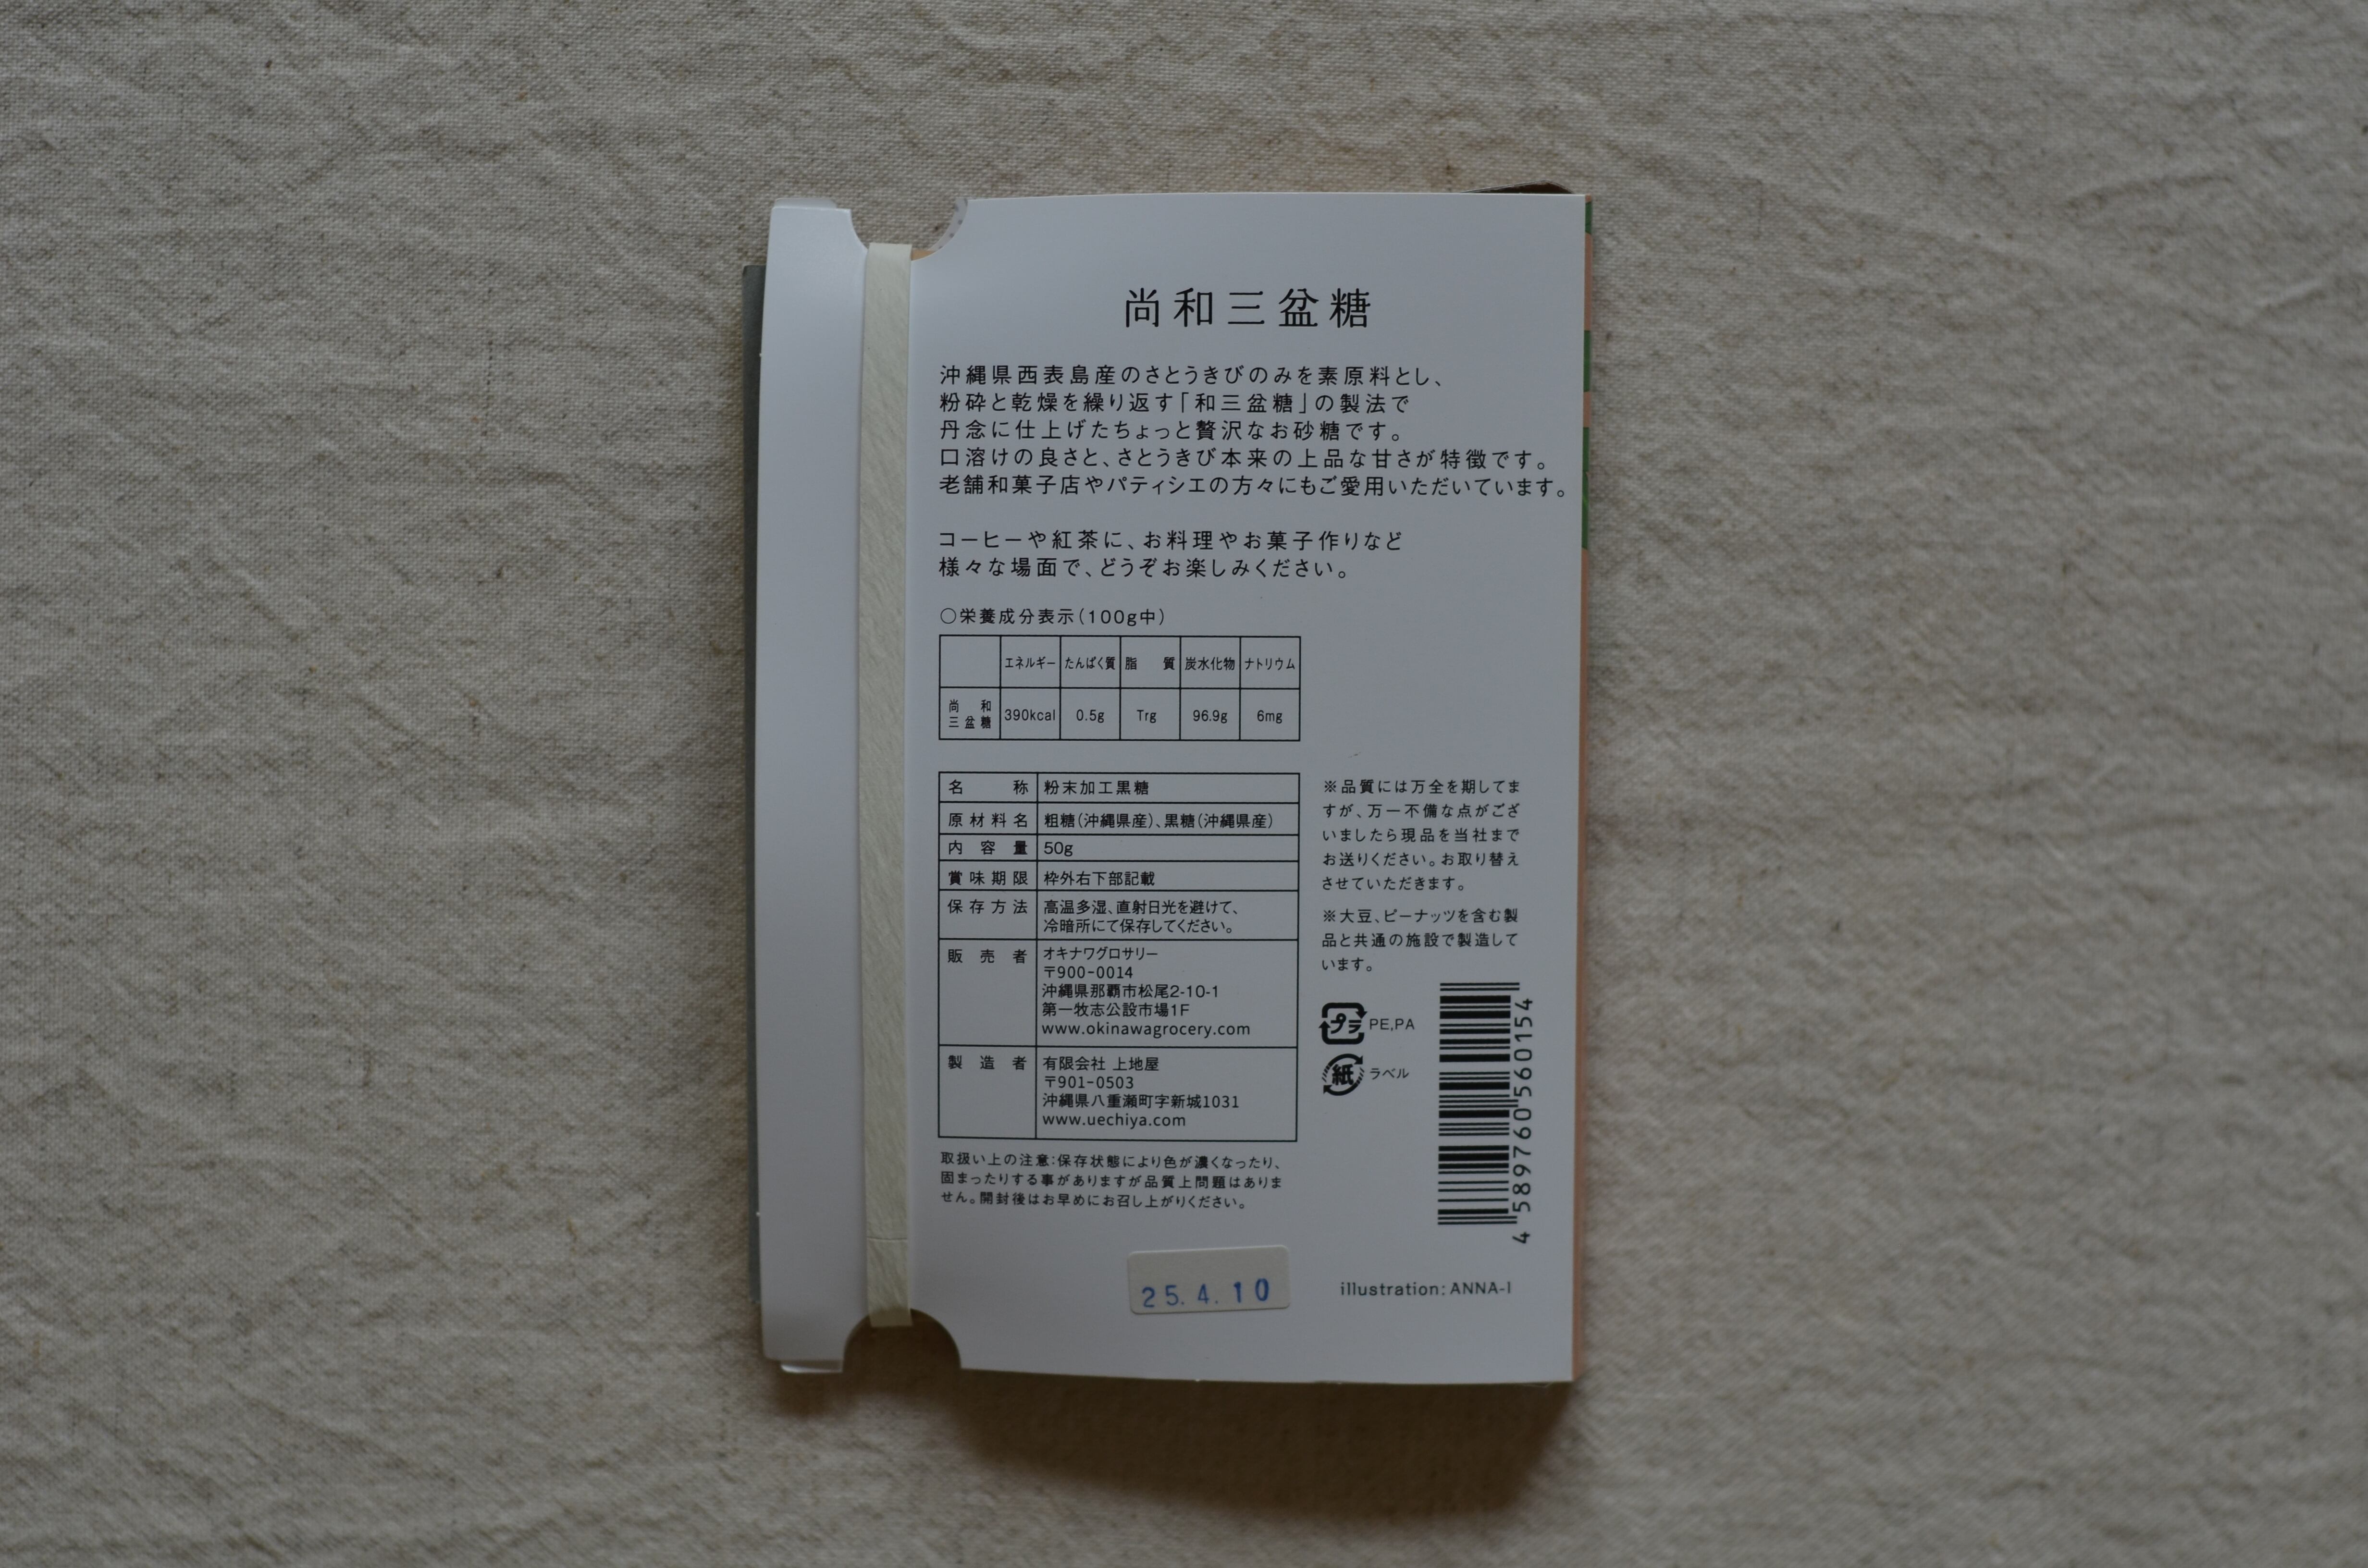 尚和三盆糖
沖縄県西表島産のさとうきびのみを素原料とし、
粉砕と乾燥を繰り返す「和三盆糖」の製法で
丹念に仕上げたちょっと贅沢なお砂糖です。
口溶けの良さと、さとうきび本来の上品な甘さが特徴です。
老舗和菓子店やパティシエの方々にもご愛用いただいています。
コーヒーや紅茶に、お料理やお菓子作りなど
様々な場面で、どうぞお楽しみください。
○栄養成分表示(100g中)
エネルギー たんぱく質 脂質 炭水化物 ナトリウム
尚和
三盆糖 390kcal 0.5g Trg 96.9g 6mg
名称 粉末加工黒糖
原材料名 粗糖(沖縄県産)、黒糖(沖縄県産)
内容量 50g
賞味期限 枠外右下部記載
保存方法 高温多湿、直射日光を避けて、
冷暗所にて保存してください。
販売者 オキナワグロサリー
〒900-0014
沖縄県那覇市松尾2-10-1
第一牧志公設市場1F
www.okinawagrocery.com
製造者 有限会社 上地屋
〒901-0503
沖縄県八重瀬町字新城1031
www.uechiya.com
取扱い上の注意:保存状態により色が濃くなったり、
固まったりする事がありますが品質上問題はありま
せん。開封後はお早めにお召し上がりください。
※品質には万全を期してま
すが、万一不備な点がござ
いましたら現品を当社まで
お送りください。お取り替え
させていただきます。
※大豆、ピーナッツを含む製
品と共通の施設で製造して
います。
プラ PE,PA
紙 ラベル
4589760560154
25.4.10
illustration: ANNA-I